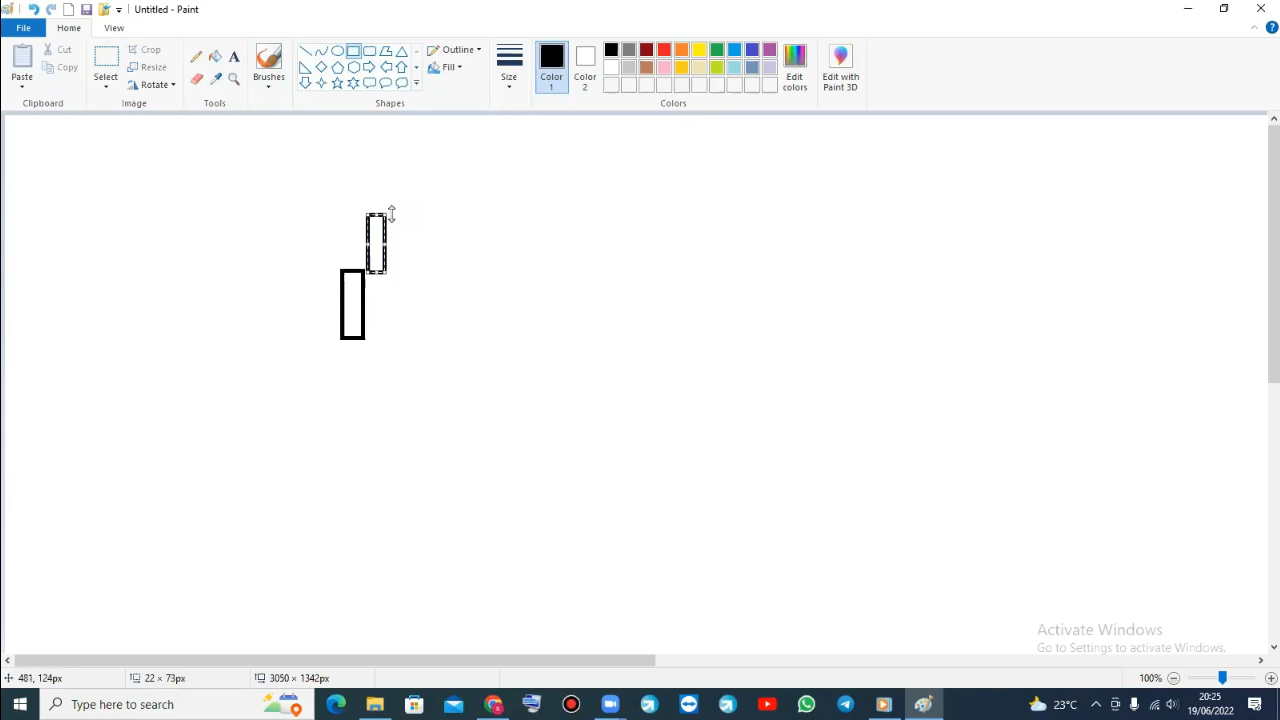 Untitled - Paint
File Home View
Paste Cut Copy Select Crop Resize Rotate A Brushes Outline Fill Size Color 1 Color 2 Edit colors Edit with Paint 3D
Clipboard Image Tools Shapes Colors
Activate Windows
Go to Settings to activate Windows.
481, 124px 22 × 73px 3050 × 1342px 150%
Type here to search 23°C 20:25
19/06/2022